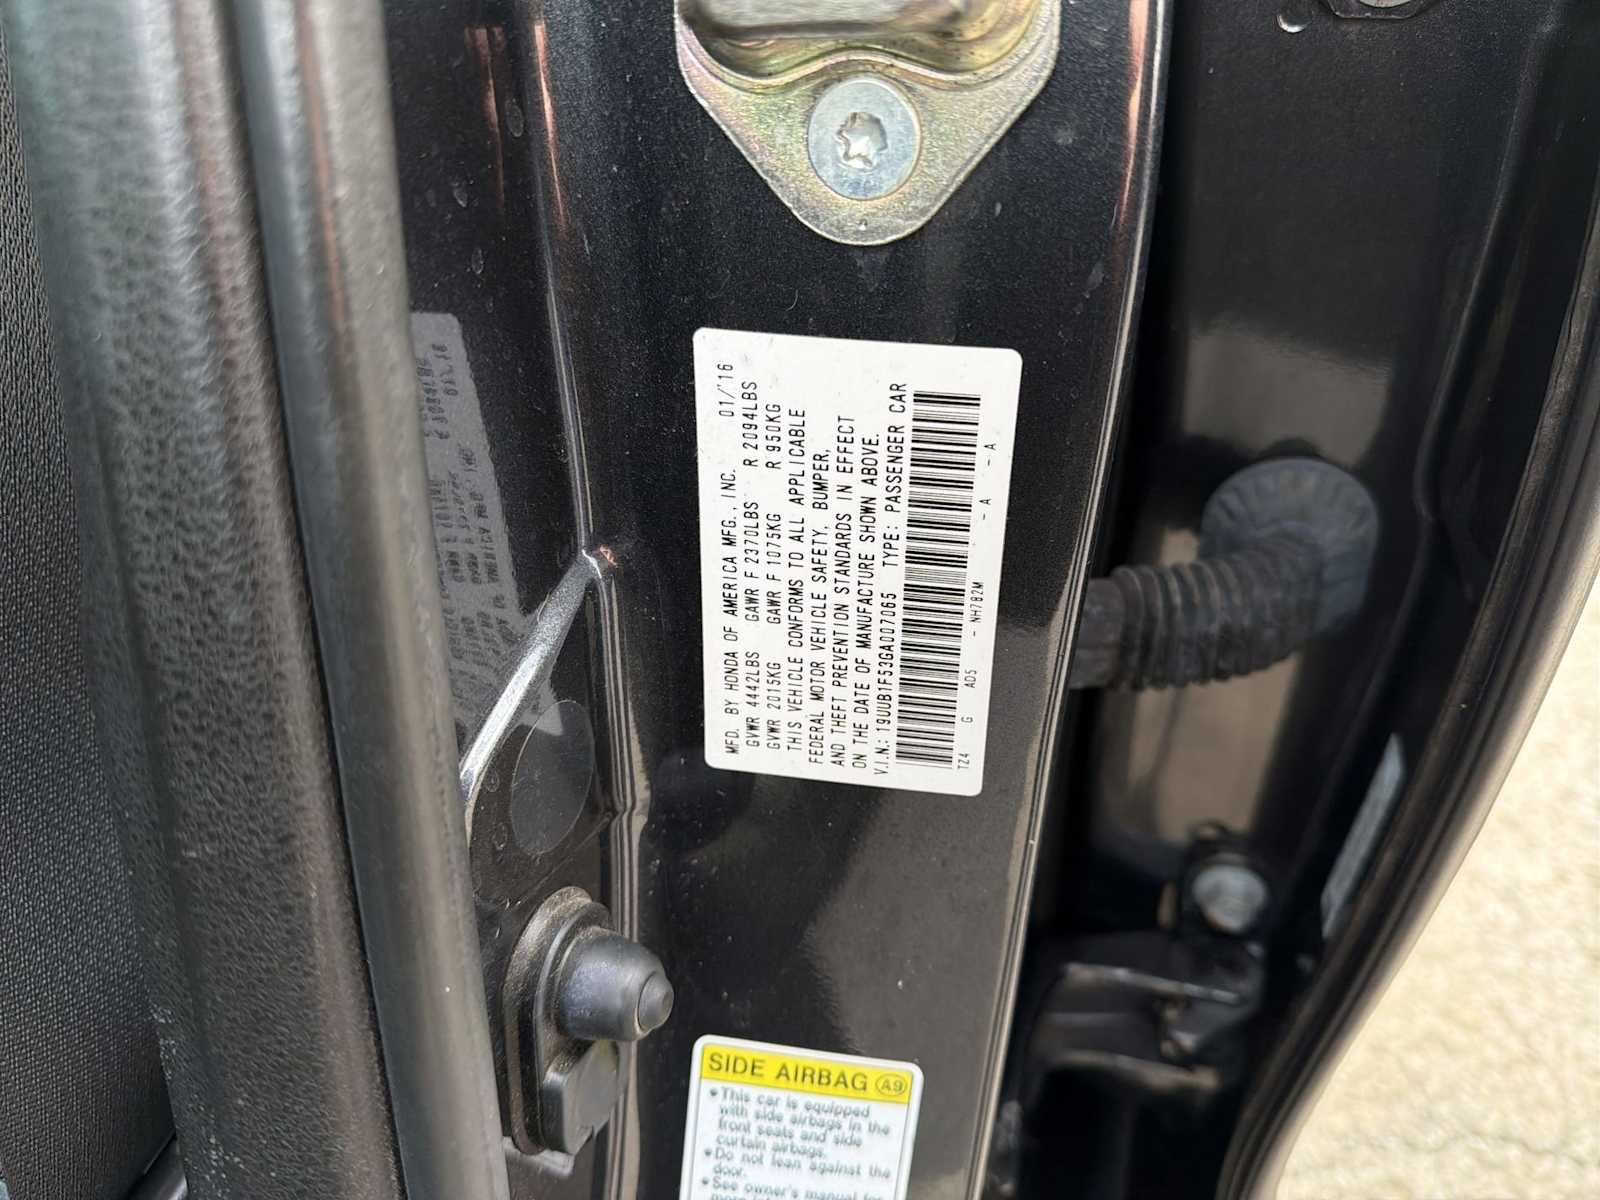 MFD. BY HONDA OF AMERICA MFG., INC. 01/'16
GVWR 4442LBS GAWR F 2370LBS R 2094LBS
GVWR 2015KG GAWR F 1075KG R 950KG
THIS VEHICLE CONFORMS TO ALL APPLICABLE
FEDERAL MOTOR VEHICLE SAFETY, BUMPER,
AND THEFT PREVENTION STANDARDS IN EFFECT
ON THE DATE OF MANUFACTURE SHOWN ABOVE.
V.I.N.: 19UUB1F53GA007065 TYPE: PASSENGER CAR
TZ4 G AD5 - NH782M - A - A
SIDE AIRBAG A9
•This car is equipped
with side airbags in the
front seats and side
curtain airbags.
•Do not lean against the
door.
•See owner's manual for